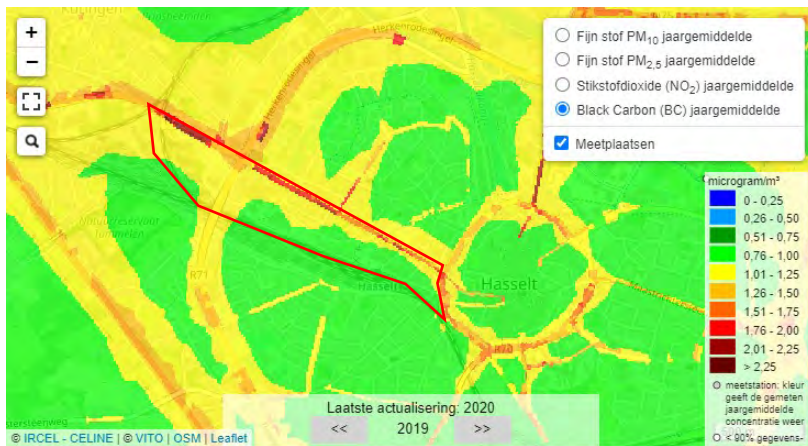 Kuringen
Herkenrodesingel
R71
+
−
Fijn stof PM10 jaargemiddelde
Fijn stof PM2,5 jaargemiddelde
Stikstofdioxide (NO2) jaargemiddelde
Black Carbon (BC) jaargemiddelde
Meetplaatsen
microgram/m³
0 - 0,25
0,26 - 0,50
0,51 - 0,75
0,76 - 1,00
1,01 - 1,25
1,26 - 1,50
1,51 - 1,75
1,76 - 2,00
2,01 - 2,25
> 2,25
R71
Hasselt
Hasselt
R70
meetstation: kleur
geeft de gemeten
jaargemiddelde
concentratie weer
< 90% gegevens
Laatste actualisering: 2020
<< 2019 >>
© IRCEL - CELINE | © VITO | OSM | Leaflet